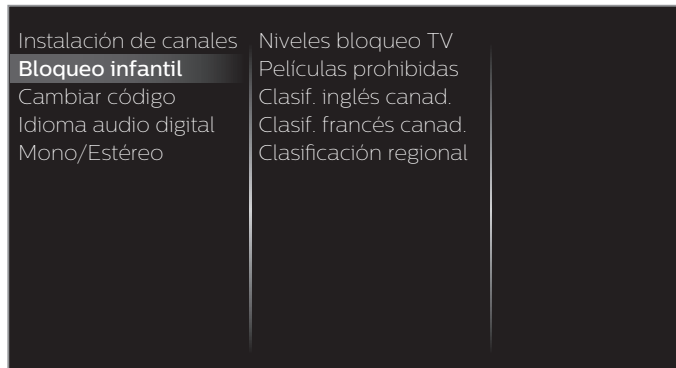 Instalación de canales
Bloqueo infantil
Cambiar código
Idioma audio digital
Mono/Estéreo
Niveles bloqueo TV
Películas prohibidas
Clasif. inglés canad.
Clasif. francés canad.
Clasificación regional